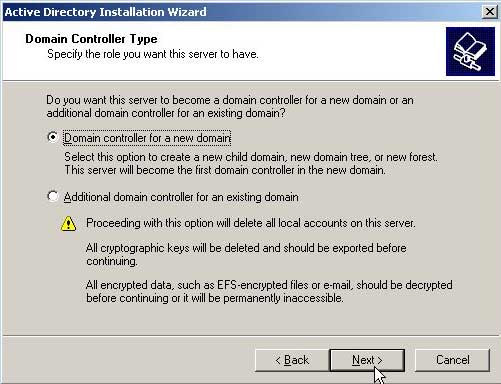 Active Directory Installation Wizard
Domain Controller Type
Specify the role you want this server to have.
Do you want this server to become a domain controller for a new domain or an
additional domain controller for an existing domain?
Domain controller for a new domain
Select this option to create a new child domain, new domain tree, or new forest.
This server will become the first domain controller in the new domain.
Additional domain controller for an existing domain
Proceeding with this option will delete all local accounts on this server.
All cryptographic keys will be deleted and should be exported before
continuing.
All encrypted data, such as EFS-encrypted files or e-mail, should be decrypted
before continuing or it will be permanently inaccessible.
< Back
Next >
Cancel